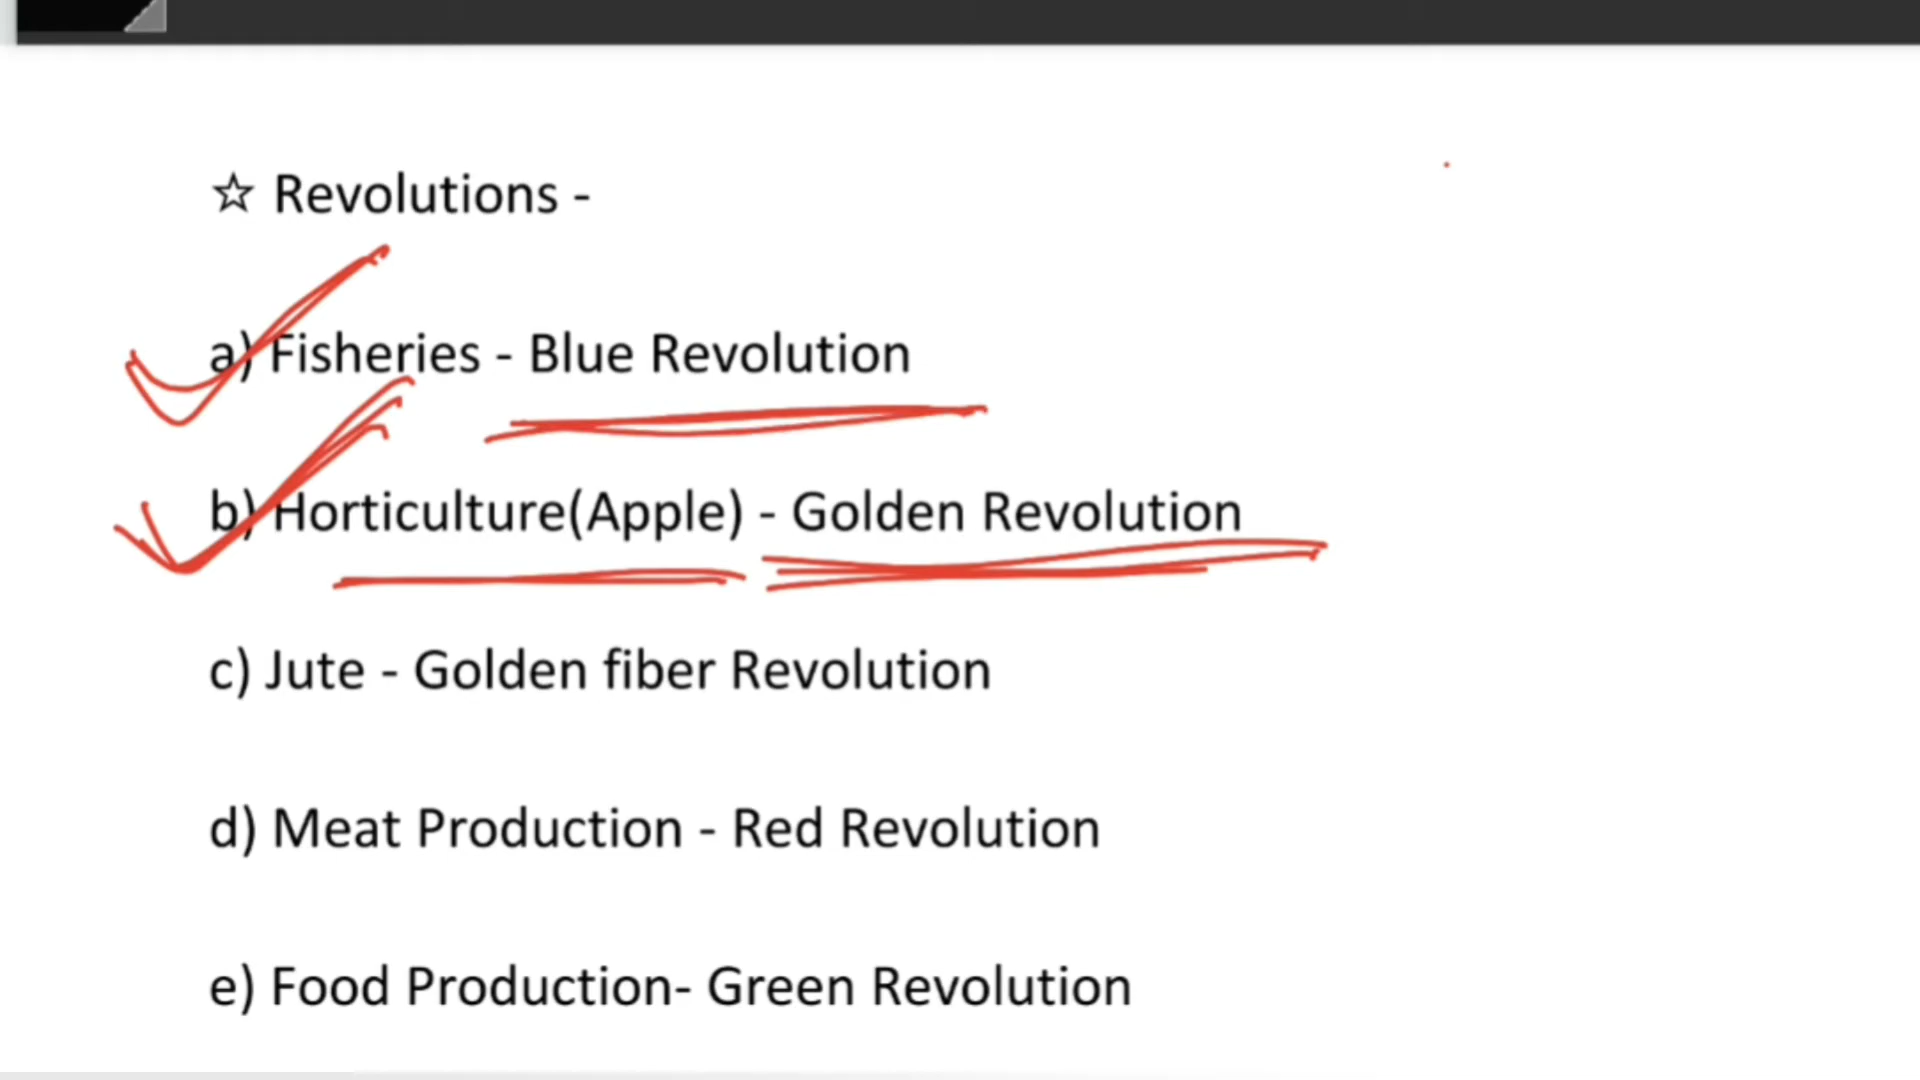 ☆ Revolutions -
a) Fisheries - Blue Revolution
b) Horticulture(Apple) - Golden Revolution
c) Jute - Golden fiber Revolution
d) Meat Production - Red Revolution
e) Food Production- Green Revolution